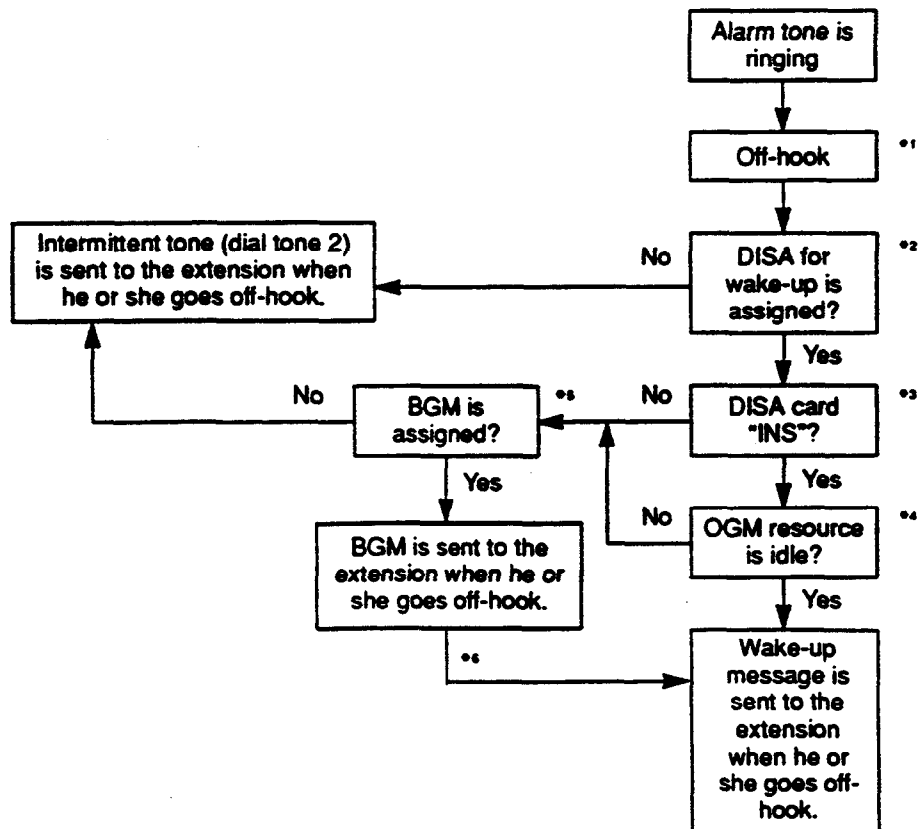 Alarm tone is
ringing
Off-hook
*1
Intermittent tone (dial tone 2)
is sent to the extension when
he or she goes off-hook.
No
DISA for
wake-up is
assigned?
*2
Yes
No
BGM is
assigned?
*5
No
DISA card
"INS"?
*3
Yes
Yes
BGM is sent to the
extension when he or
she goes off-hook.
No
OGM resource
is idle?
*4
Yes
*6
Wake-up
message is
sent to the
extension
when he or
she goes off-
hook.